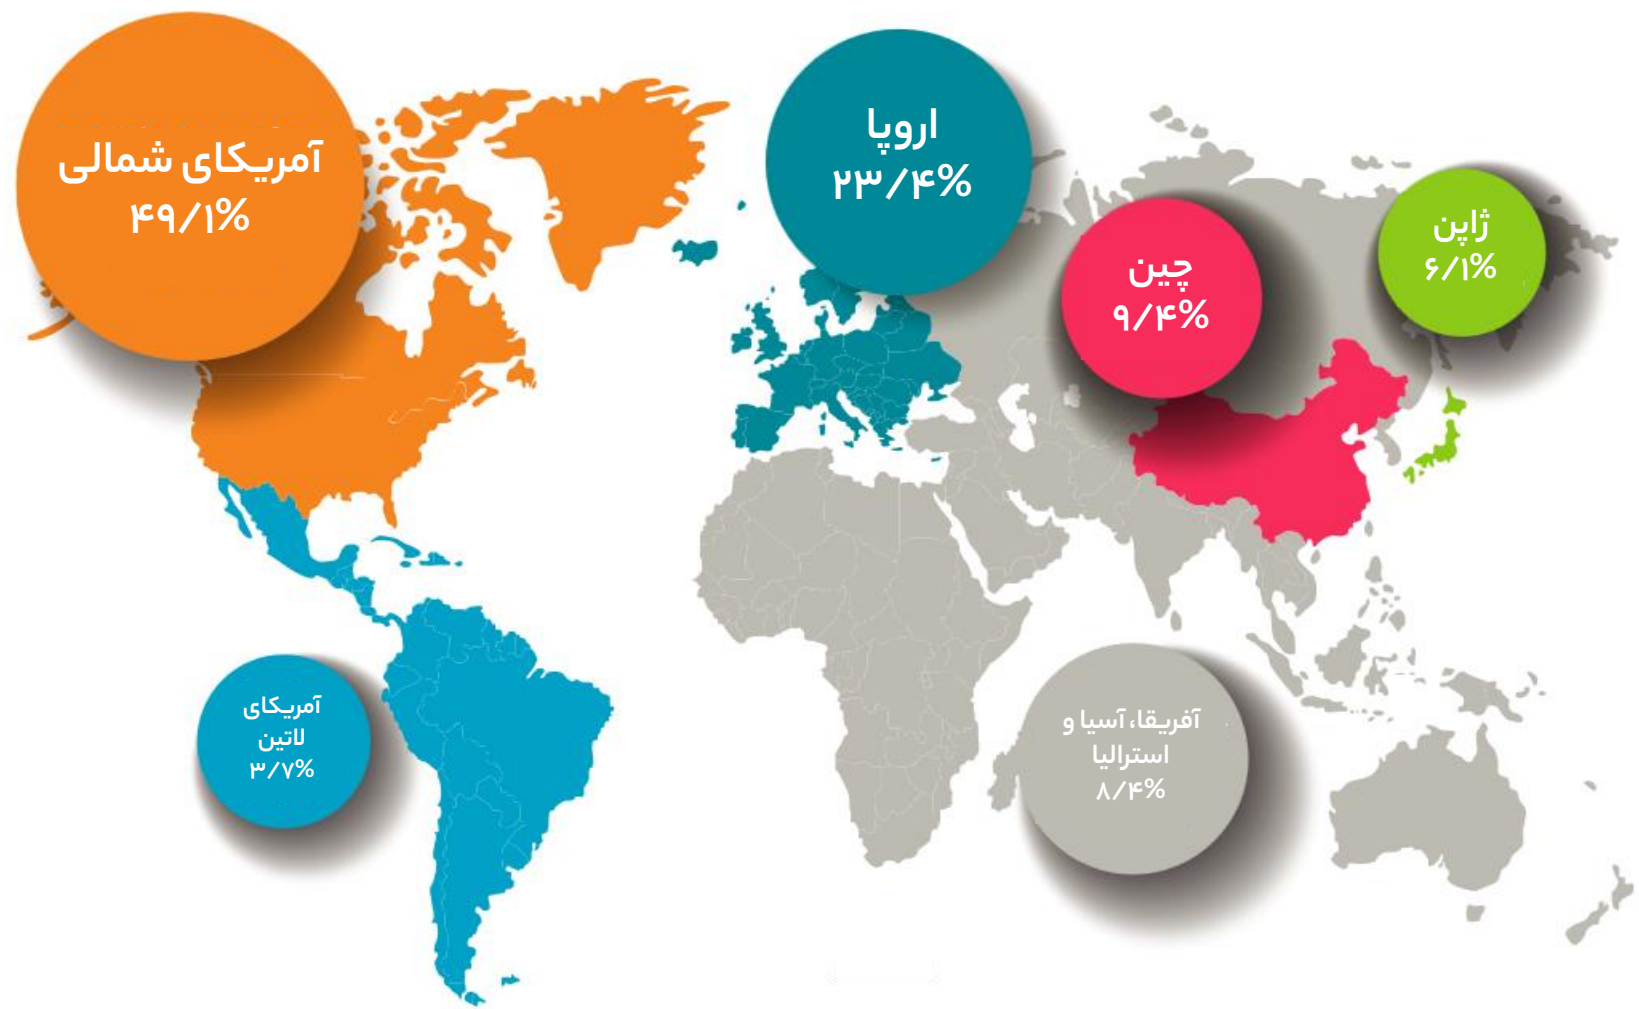 آمریکای شمالی
۴۹/۱%
اروپا
۲۳/۴%
چین
۹/۴%
ژاپن
۶/۱%
آمریکای
لاتین
۳/۷%
آفریقا، آسیا و
استرالیا
۸/۴%